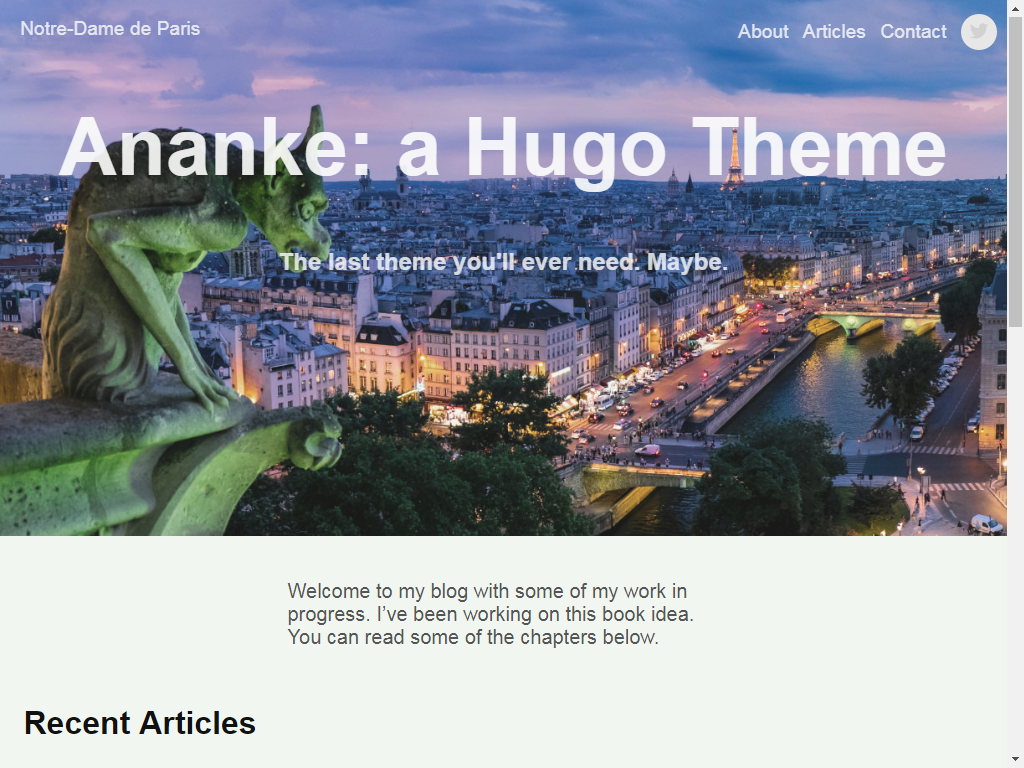 Notre-Dame de Paris
About Articles Contact
Ananke: a Hugo Theme
The last theme you'll ever need. Maybe.
Welcome to my blog with some of my work in
progress. I’ve been working on this book idea.
You can read some of the chapters below.
Recent Articles